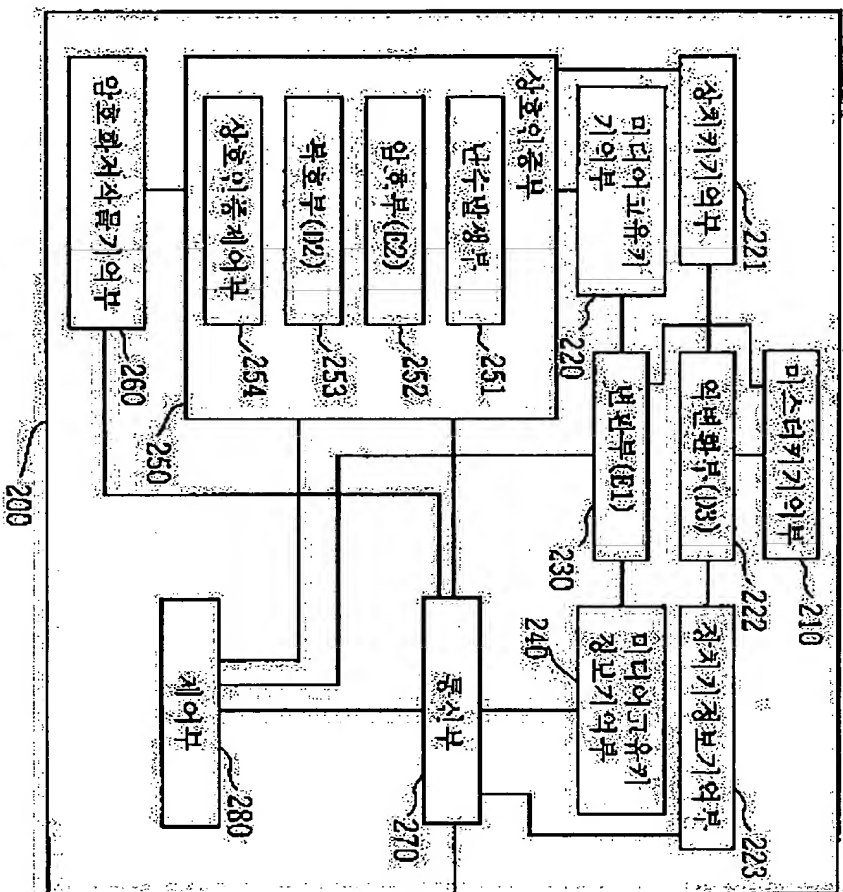 마스터키기억부
210
장치키기억부
221
역변환부(D3)
222
장치키정보기억부
223
미디어고유키
기억부
220
변환부(E1)
230
미디어고유키
정보기억부
240
상호인증부
난수발생부
251
암호부(E2)
252
복호부(D2)
253
상호인증제어부
254
250
통신부
270
암호화저작물기억부
260
제어부
280
200